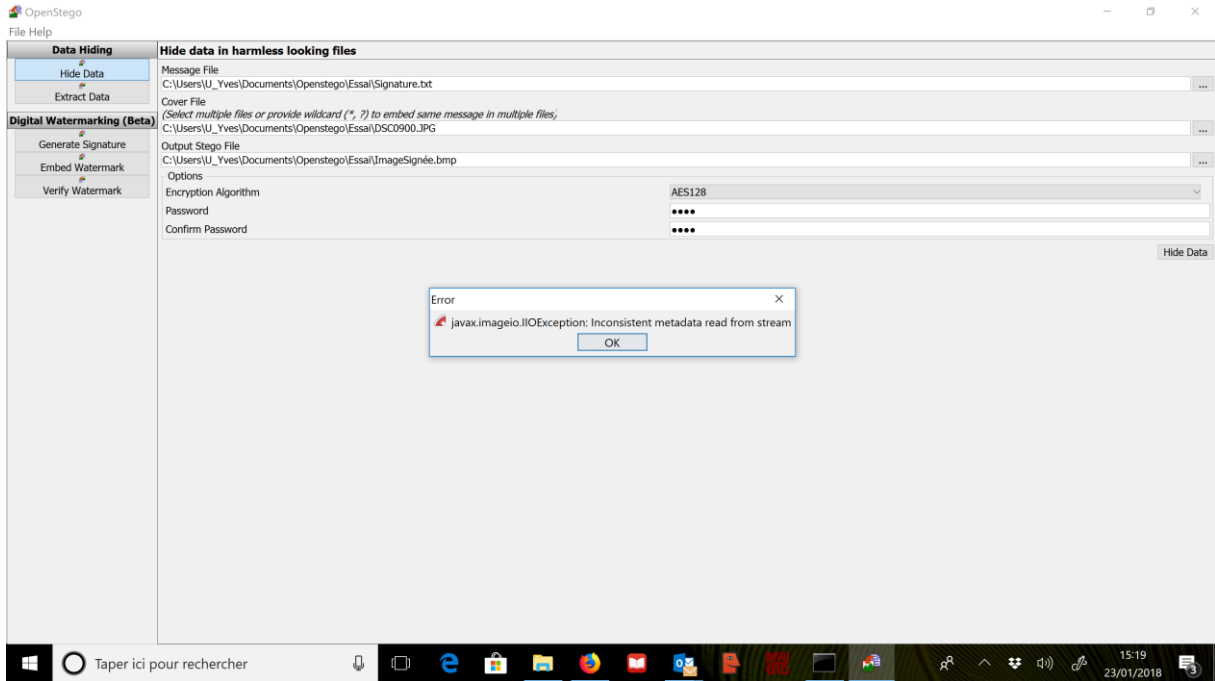 OpenStego
File Help
Data Hiding
Hide Data
Extract Data
Digital Watermarking (Beta)
Generate Signature
Embed Watermark
Verify Watermark
Hide data in harmless looking files
Message File
C:\Users\U_Yves\Documents\Openstego\Essai\Signature.txt
...
Cover File
(Select multiple files or provide wildcard (*, ?) to embed same message in multiple files)
C:\Users\U_Yves\Documents\Openstego\Essai\DSC0900.JPG
...
Output Stego File
C:\Users\U_Yves\Documents\Openstego\Essai\ImageSignée.bmp
...
Options
Encryption Algorithm AES128
Password ●●●●
Confirm Password ●●●●
Hide Data
Error
javax.imageio.IIOException: Inconsistent metadata read from stream
OK
Taper ici pour rechercher
15:19
23/01/2018
3